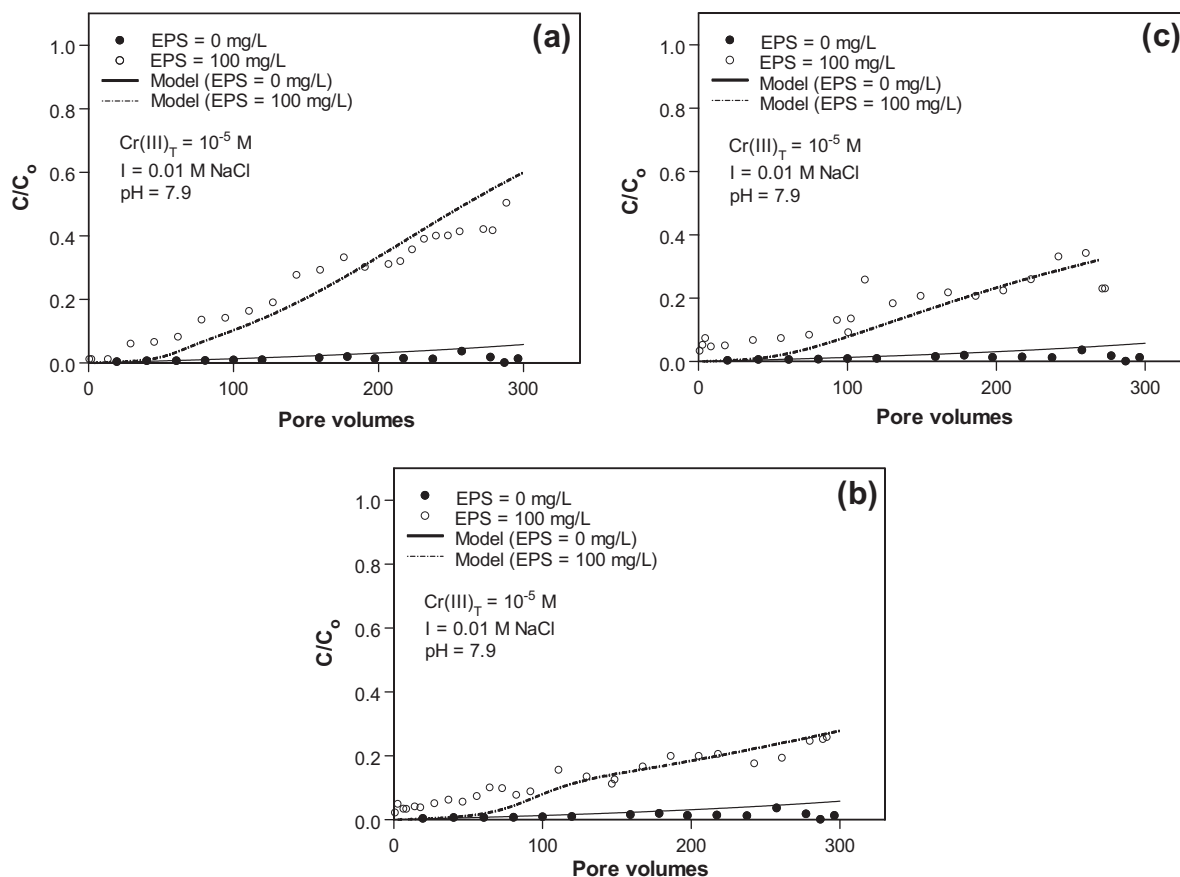 (a)
1.0
0.8
0.6
0.4
0.2
0.0
C/Co
EPS = 0 mg/L
EPS = 100 mg/L
Model (EPS = 0 mg/L)
Model (EPS = 100 mg/L)
Cr(III)T = 10-5 M
I = 0.01 M NaCl
pH = 7.9
0 100 200 300
Pore volumes
(c)
1.0
0.8
0.6
0.4
0.2
0.0
C/Co
EPS = 0 mg/L
EPS = 100 mg/L
Model (EPS = 0 mg/L)
Model (EPS = 100 mg/L)
Cr(III)T = 10-5 M
I = 0.01 M NaCl
pH = 7.9
0 100 200 300
Pore volumes
(b)
1.0
0.8
0.6
0.4
0.2
0.0
C/Co
EPS = 0 mg/L
EPS = 100 mg/L
Model (EPS = 0 mg/L)
Model (EPS = 100 mg/L)
Cr(III)T = 10-5 M
I = 0.01 M NaCl
pH = 7.9
0 100 200 300
Pore volumes